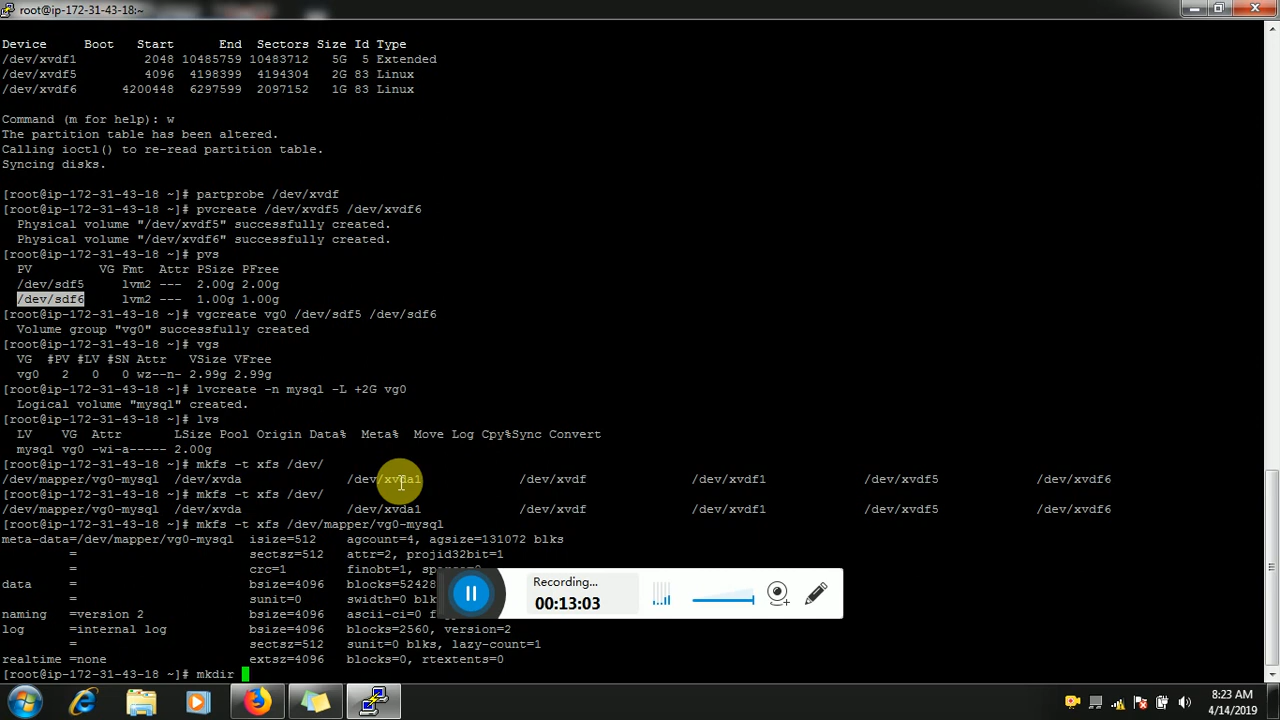 root@ip-172-31-43-18:~
Device     Boot   Start      End  Sectors Size Id Type
/dev/xvdf1         2048 10485759 10483712   5G  5 Extended
/dev/xvdf5         4096  4198399  4194304   2G 83 Linux
/dev/xvdf6      4200448  6297599  2097152   1G 83 Linux
Command (m for help): w
The partition table has been altered.
Calling ioctl() to re-read partition table.
Syncing disks.
[root@ip-172-31-43-18 ~]# partprobe /dev/xvdf
[root@ip-172-31-43-18 ~]# pvcreate /dev/xvdf5 /dev/xvdf6
Physical volume "/dev/xvdf5" successfully created.
Physical volume "/dev/xvdf6" successfully created.
[root@ip-172-31-43-18 ~]# pvs
PV         VG Fmt  Attr PSize PFree
/dev/sdf5     lvm2 ---  2.00g 2.00g
/dev/sdf6     lvm2 ---  1.00g 1.00g
[root@ip-172-31-43-18 ~]# vgcreate vg0 /dev/sdf5 /dev/sdf6
Volume group "vg0" successfully created
[root@ip-172-31-43-18 ~]# vgs
VG  #PV #LV #SN Attr   VSize VFree
vg0   2   0   0 wz--n- 2.99g 2.99g
[root@ip-172-31-43-18 ~]# lvcreate -n mysql -L +2G vg0
Logical volume "mysql" created.
[root@ip-172-31-43-18 ~]# lvs
LV    VG  Attr       LSize Pool Origin Data%  Meta%  Move Log Cpy%Sync Convert
mysql vg0 -wi-a----- 2.00g
[root@ip-172-31-43-18 ~]# mkfs -t xfs /dev/
/dev/mapper/vg0-mysql  /dev/xvda              /dev/xvda1             /dev/xvdf              /dev/xvdf1             /dev/xvdf5             /dev/xvdf6
[root@ip-172-31-43-18 ~]# mkfs -t xfs /dev/
/dev/mapper/vg0-mysql  /dev/xvda              /dev/xvda1             /dev/xvdf              /dev/xvdf1             /dev/xvdf5             /dev/xvdf6
[root@ip-172-31-43-18 ~]# mkfs -t xfs /dev/mapper/vg0-mysql
meta-data=/dev/mapper/vg0-mysql  isize=512    agcount=4, agsize=131072 blks
         =                       sectsz=512   attr=2, projid32bit=1
         =                       crc=1        finobt=1,
data     =                       bsize=4096   blocks=52428
         =                       sunit=0      swidth=0 blk
naming   =version 2              bsize=4096   ascii-ci=0
log      =internal log           bsize=4096   blocks=2560, version=2
         =                       sectsz=512   sunit=0 blks, lazy-count=1
realtime =none                   extsz=4096   blocks=0, rtextents=0
[root@ip-172-31-43-18 ~]# mkdir
Recording...
00:13:03
8:23 AM
4/14/2019